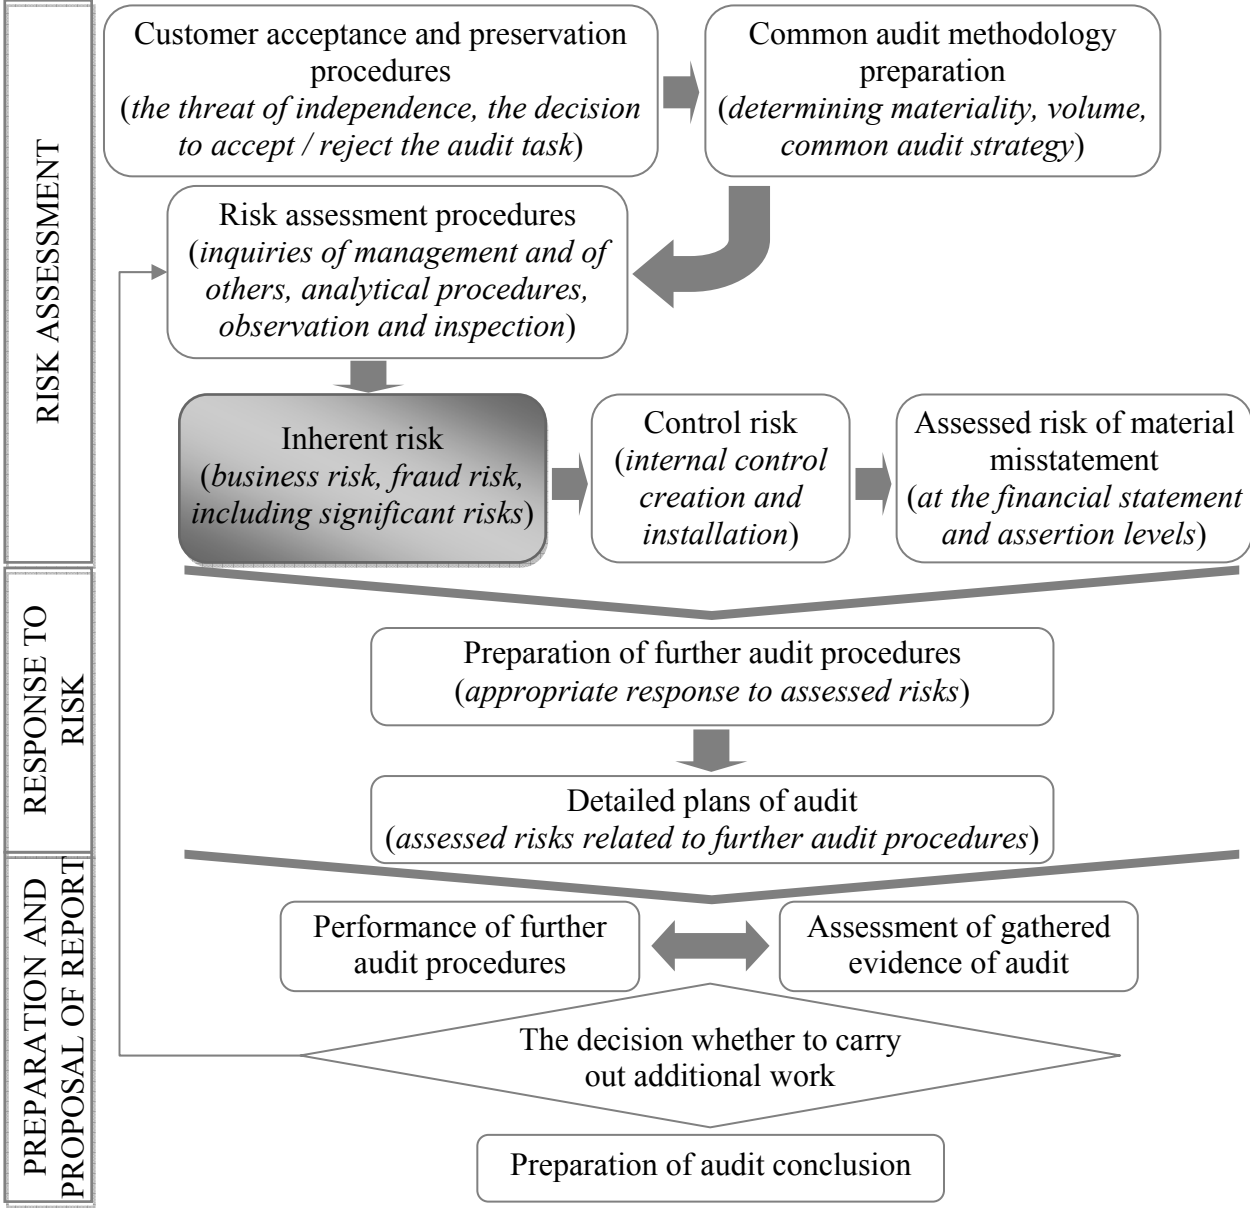 RISK ASSESSMENT
Customer acceptance and preservation
procedures
(the threat of independence, the decision
to accept / reject the audit task)
Common audit methodology
preparation
(determining materiality, volume,
common audit strategy)
Risk assessment procedures
(inquiries of management and of
others, analytical procedures,
observation and inspection)
Inherent risk
(business risk, fraud risk,
including significant risks)
Control risk
(internal control
creation and
installation)
Assessed risk of material
misstatement
(at the financial statement
and assertion levels)
RESPONSE TO
RISK
Preparation of further audit procedures
(appropriate response to assessed risks)
Detailed plans of audit
(assessed risks related to further audit procedures)
PREPARATION AND
PROPOSAL OF REPORT
Performance of further
audit procedures
Assessment of gathered
evidence of audit
The decision whether to carry
out additional work
Preparation of audit conclusion